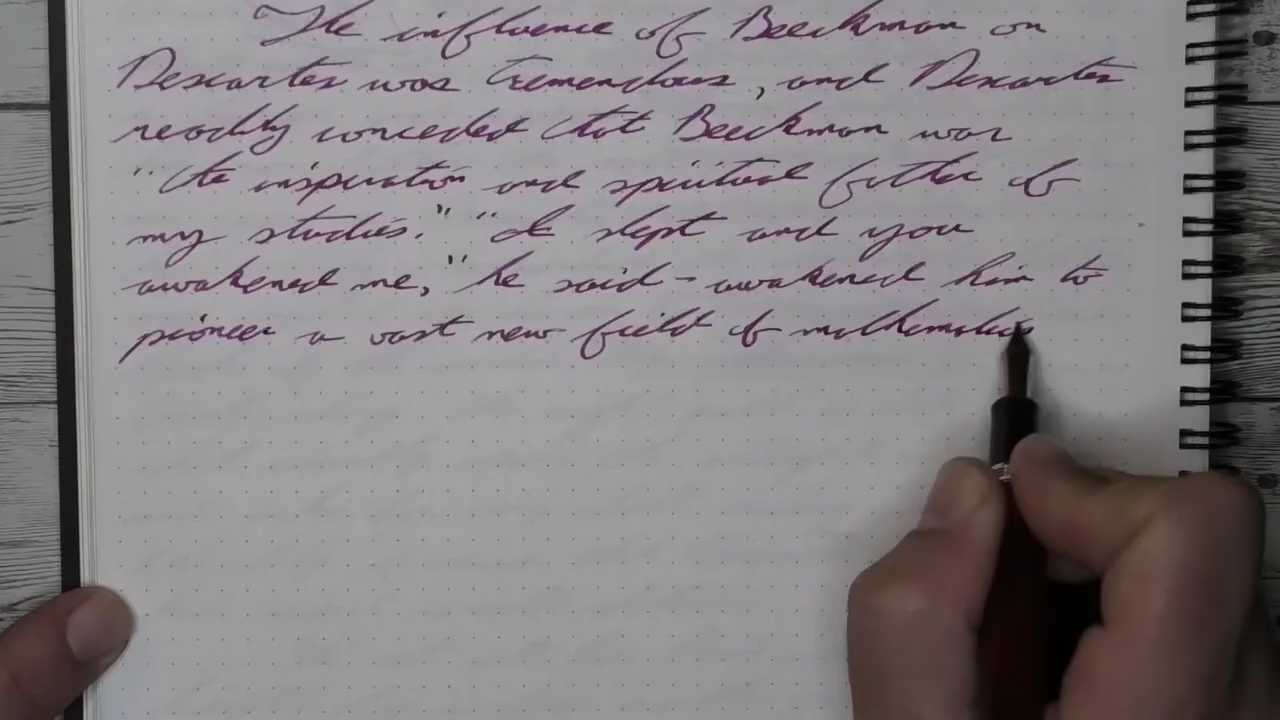 The influence of Beeckman on
Descartes was tremendous, and Descartes
readily conceded that Beeckman was
"the inspiration and spiritual father of
my studies." "I slept and you
awakened me," he said - awakened him to
pioneer a vast new field of mathematics